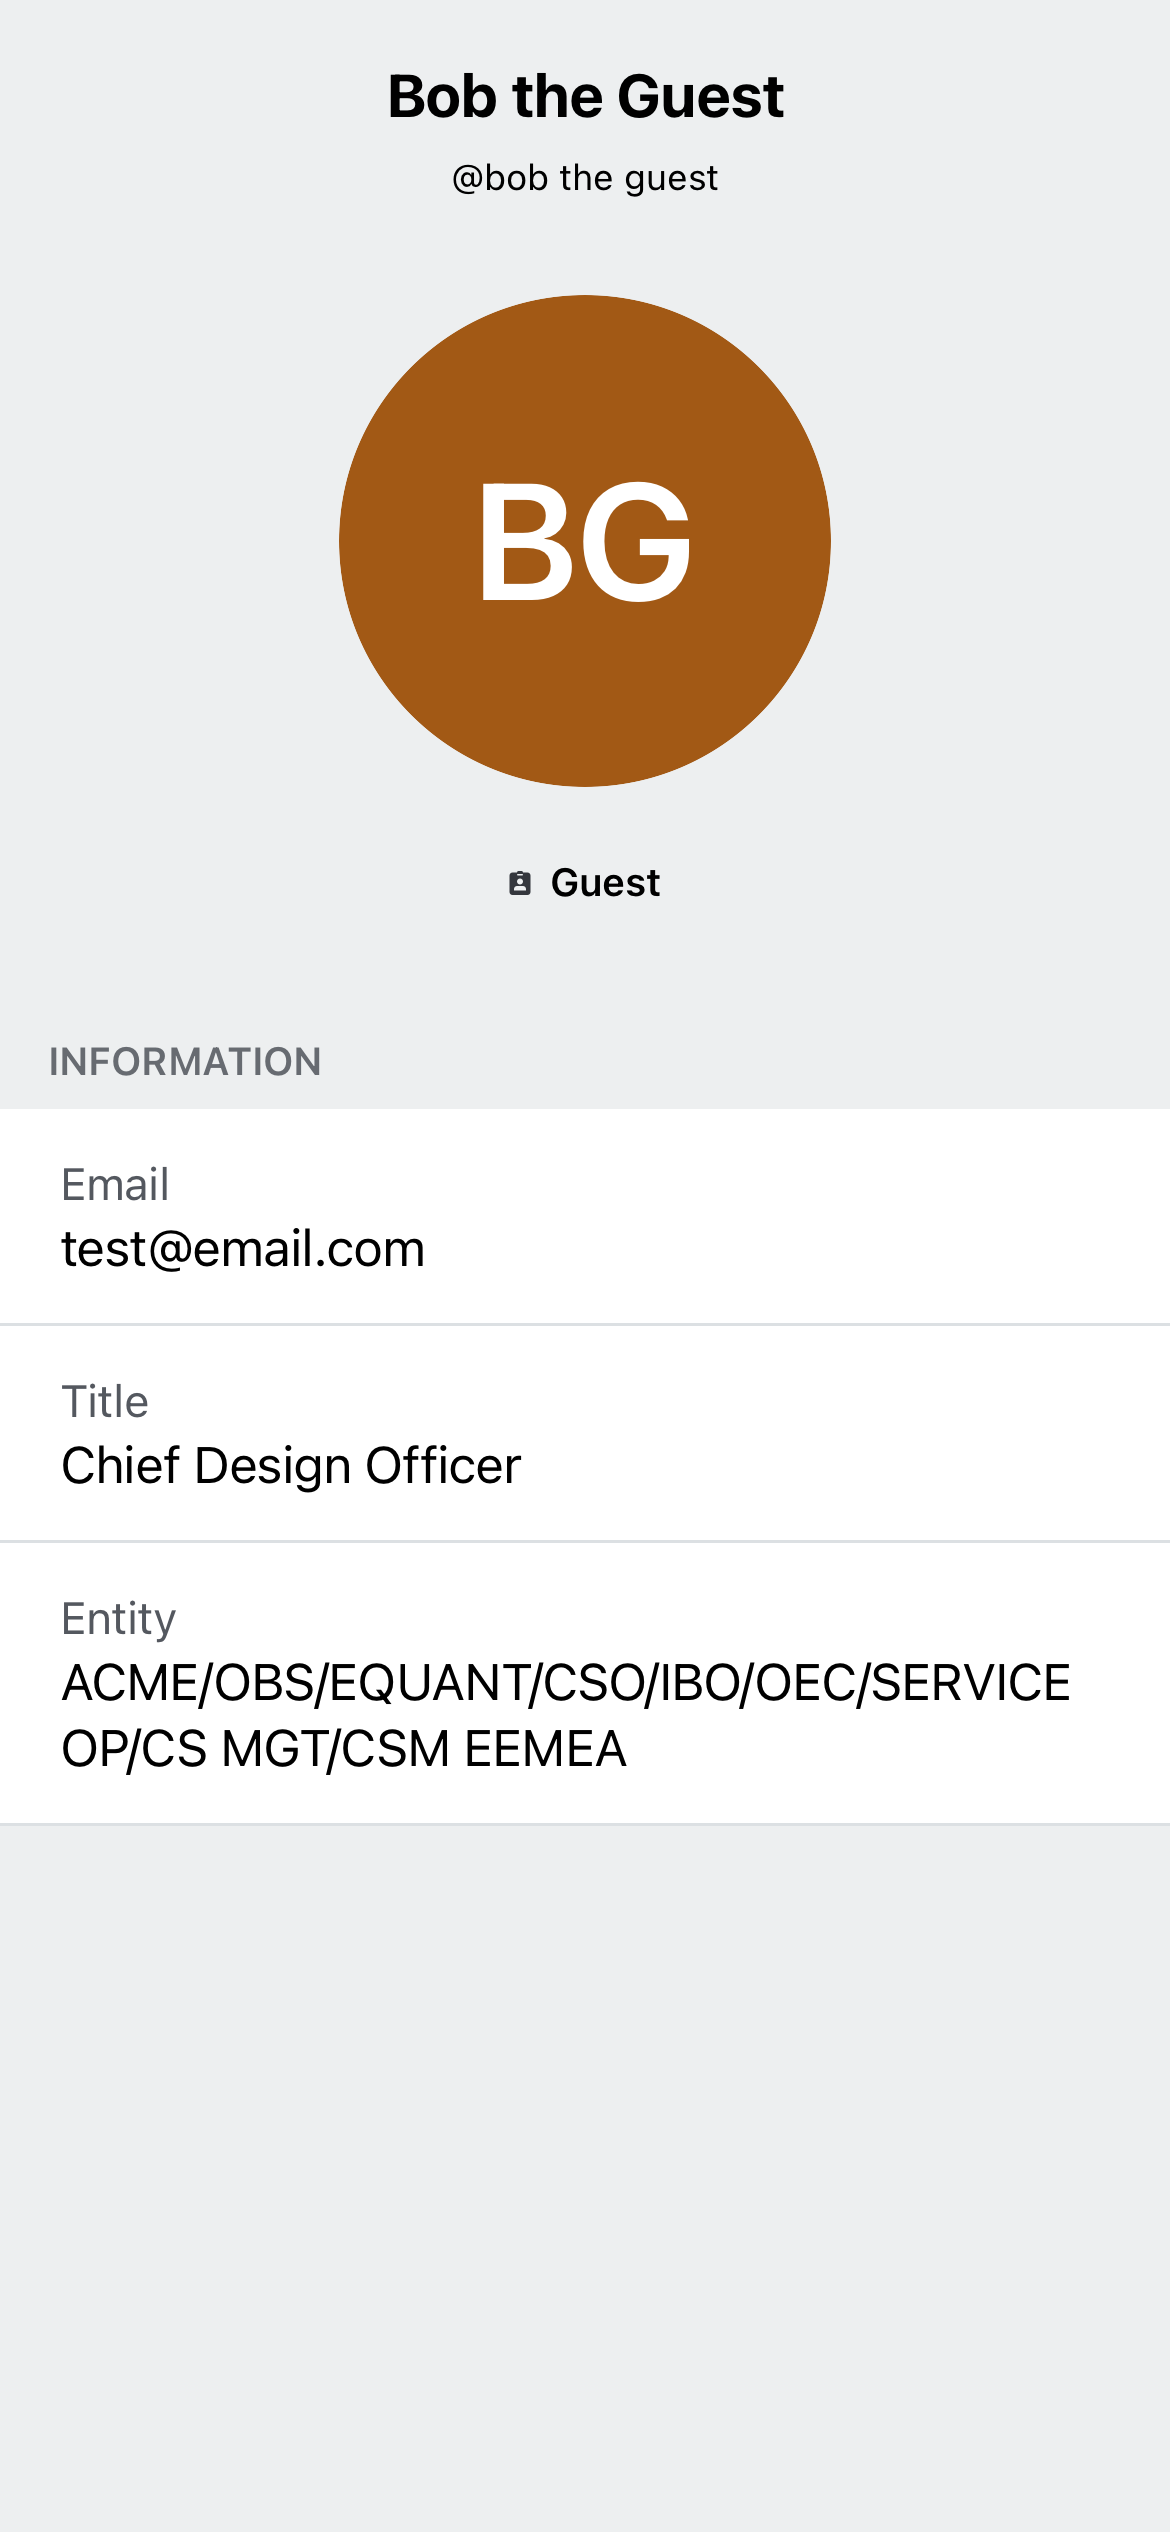 Bob the Guest
@bob the guest
BG
Guest
INFORMATION
Email
test@email.com
Title
Chief Design Officer
Entity
ACME/OBS/EQUANT/CSO/IBO/OEC/SERVICE
OP/CS MGT/CSM EEMEA